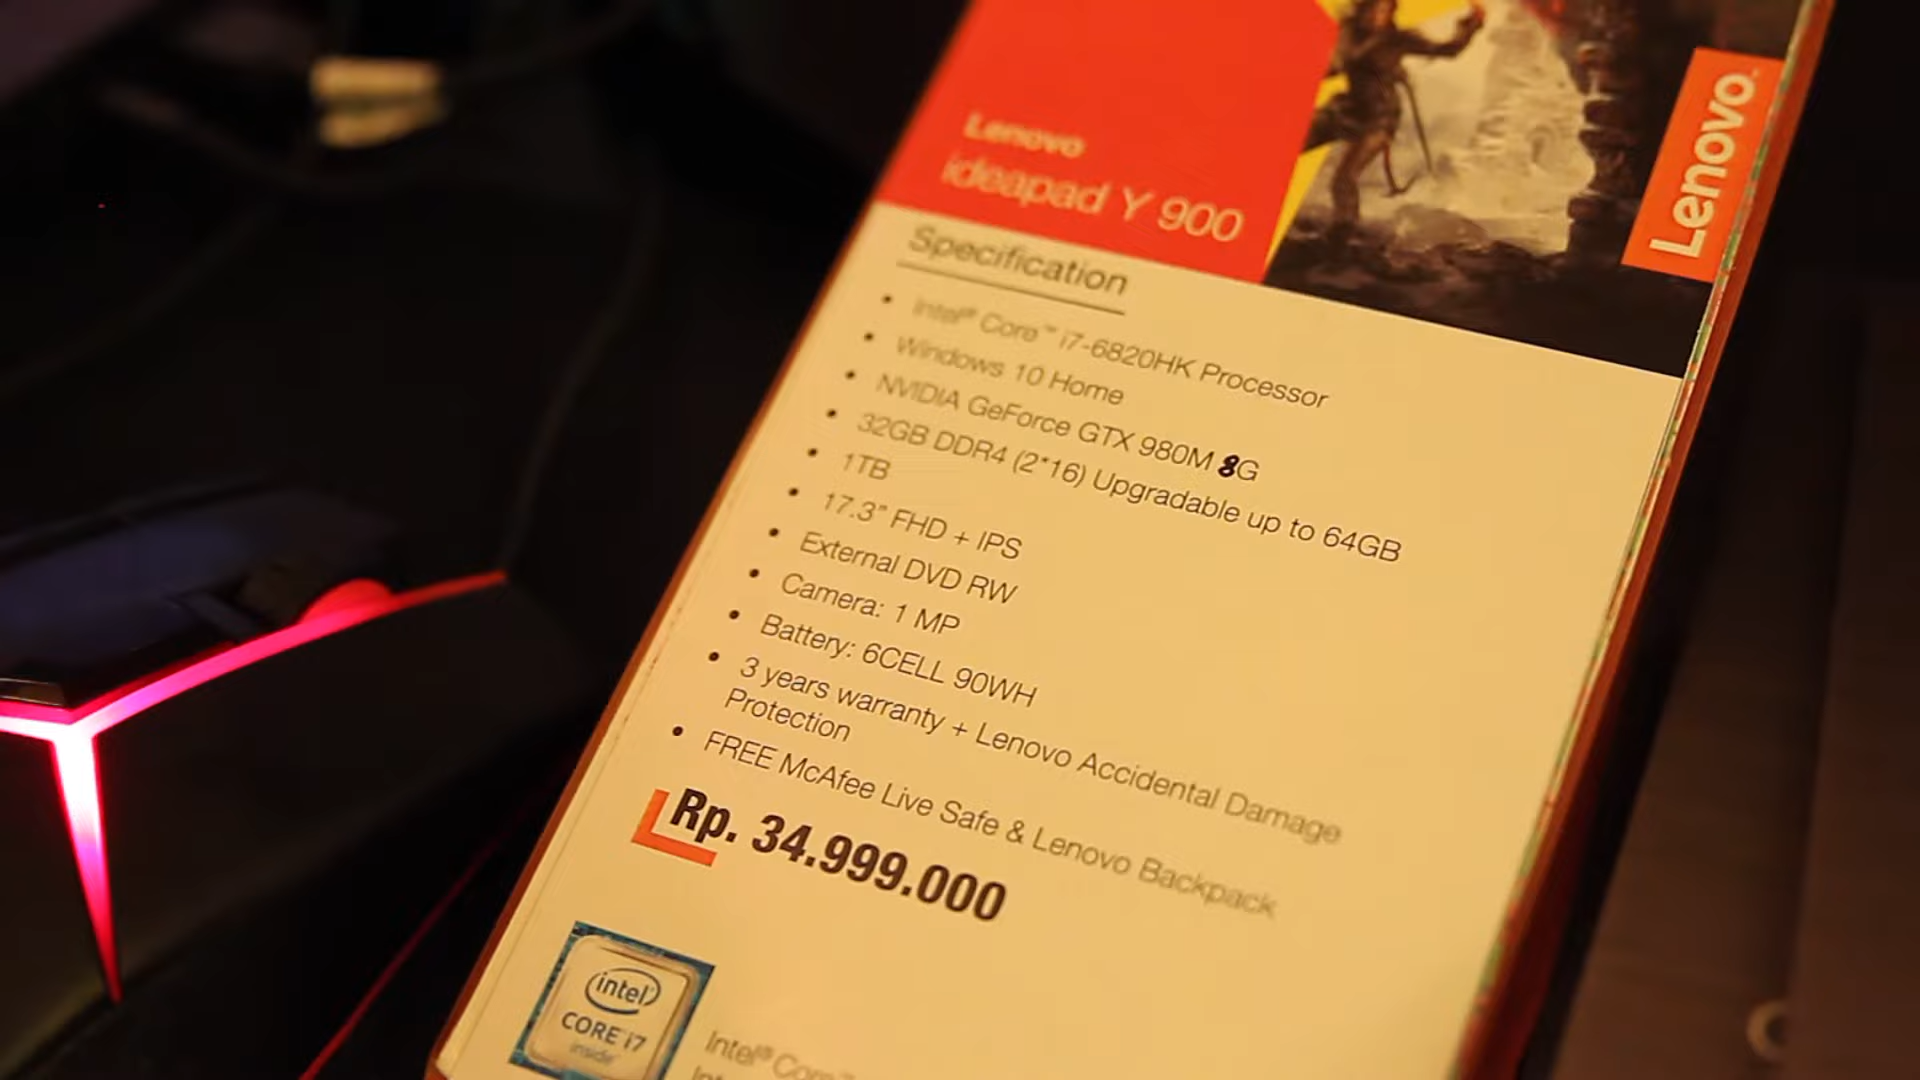 Lenovo
Lenovo
ideapad Y 900
Specification
• Intel® Core™ i7-6820HK Processor
• Windows 10 Home
• NVIDIA GeForce GTX 980M 8G
• 32GB DDR4 (2*16) Upgradable up to 64GB
• 1TB
• 17.3" FHD + IPS
• External DVD RW
• Camera: 1 MP
• Battery: 6CELL 90WH
• 3 years warranty + Lenovo Accidental Damage
Protection
• FREE McAfee Live Safe & Lenovo Backpack
Rp. 34.999.000
intel
CORE i7
inside™
Intel® Core™